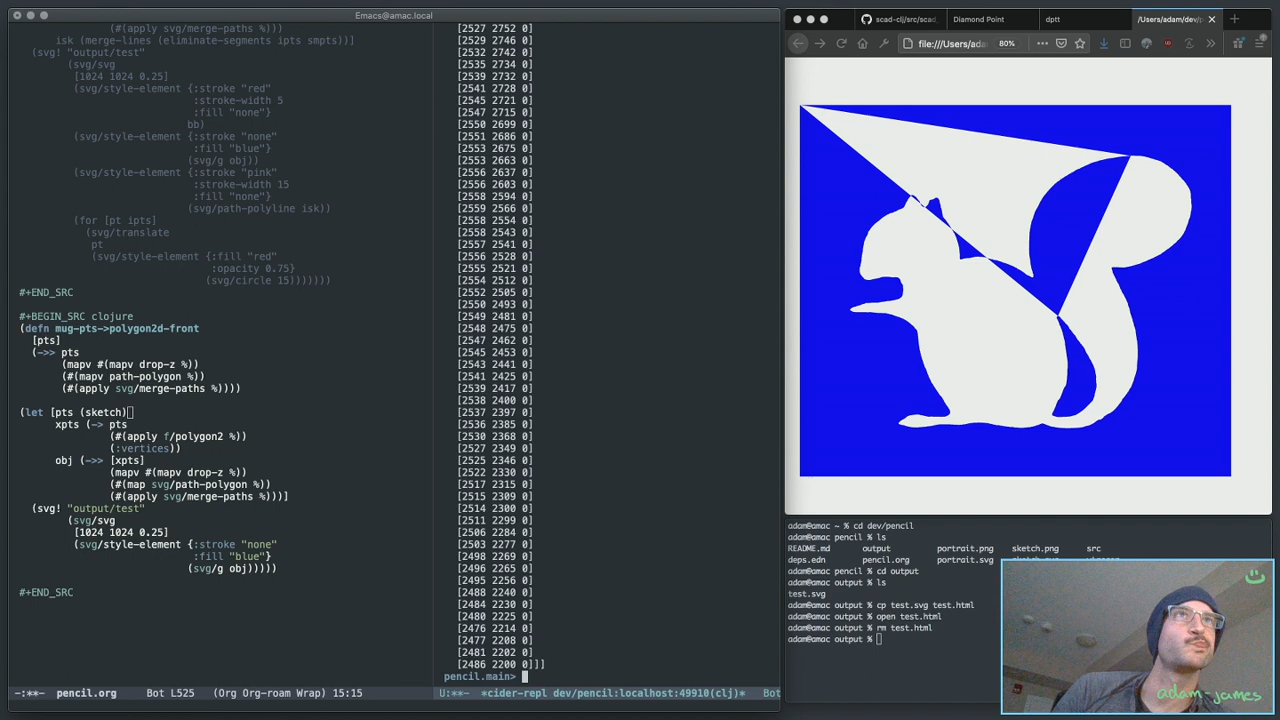 Emacs@amac.local
(#(apply svg/merge-paths %)))
isk (merge-lines (eliminate-segments ipts smpts))]
(svg! "output/test"
(svg/svg
[1024 1024 0.25]
(svg/style-element {:stroke "red"
:stroke-width 5
:fill "none"}
bb)
(svg/style-element {:stroke "none"
:fill "blue"}
(svg/g obj))
(svg/style-element {:stroke "pink"
:stroke-width 15
:fill "none"}
(svg/path-polyline isk))
(for [pt ipts]
(svg/translate
pt
(svg/style-element {:fill "red"
:opacity 0.75}
(svg/circle 15)))))))
#+END_SRC
#+BEGIN_SRC clojure
(defn mug-pts->polygon2d-front
[pts]
(->> pts
(mapv #(mapv drop-z %))
(#(mapv path-polygon %))
(#(apply svg/merge-paths %))))
(let [pts (sketch)
xpts (-> pts
(#(apply f/polygon2 %))
(:vertices))
obj (->> [xpts]
(mapv #(mapv drop-z %))
(#(map svg/path-polygon %))
(#(apply svg/merge-paths %)))]
(svg! "output/test"
(svg/svg
[1024 1024 0.25]
(svg/style-element {:stroke "none"
:fill "blue"}
(svg/g obj)))))
#+END_SRC
-:**-  pencil.org      Bot L525   (Org Org-roam Wrap) 15:15
[2527 2752 0]
[2529 2746 0]
[2532 2742 0]
[2535 2734 0]
[2539 2732 0]
[2541 2728 0]
[2545 2721 0]
[2547 2715 0]
[2550 2699 0]
[2551 2686 0]
[2553 2675 0]
[2553 2663 0]
[2556 2637 0]
[2556 2603 0]
[2558 2594 0]
[2559 2566 0]
[2558 2554 0]
[2558 2543 0]
[2557 2541 0]
[2556 2528 0]
[2555 2521 0]
[2554 2512 0]
[2552 2505 0]
[2550 2493 0]
[2549 2481 0]
[2548 2475 0]
[2547 2462 0]
[2545 2453 0]
[2543 2441 0]
[2541 2425 0]
[2539 2417 0]
[2538 2400 0]
[2537 2397 0]
[2536 2385 0]
[2530 2368 0]
[2527 2349 0]
[2525 2346 0]
[2522 2330 0]
[2517 2315 0]
[2515 2309 0]
[2514 2300 0]
[2511 2299 0]
[2506 2284 0]
[2503 2277 0]
[2498 2269 0]
[2496 2265 0]
[2495 2256 0]
[2488 2240 0]
[2484 2230 0]
[2480 2225 0]
[2476 2214 0]
[2477 2208 0]
[2481 2202 0]
[2486 2200 0]]]
pencil.main>
U:**-  *cider-repl dev/pencil:localhost:49910(clj)*   Bot
scad-clj/src/scad_
Diamond Point
dptt
/Users/adam/dev/p
file:///Users/ada
80%
adam@amac ~ % cd dev/pencil
adam@amac pencil % ls
README.md output portrait.png sketch.png src
deps.edn pencil.org portrait.svg
adam@amac pencil % cd output
adam@amac output % ls
test.svg
adam@amac output % cp test.svg test.html
adam@amac output % open test.html
adam@amac output % rm test.html
adam@amac output %
adam-james